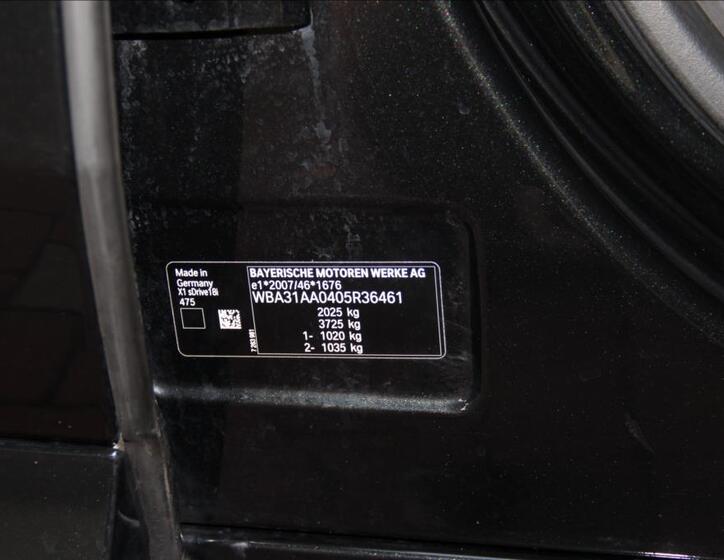 Made in
Germany
X1 sDrive18i
475
BAYERISCHE MOTOREN WERKE AG
e1*2007/46*1676
WBA31AA0405R36461
2025 kg
3725 kg
1- 1020 kg
2- 1035 kg